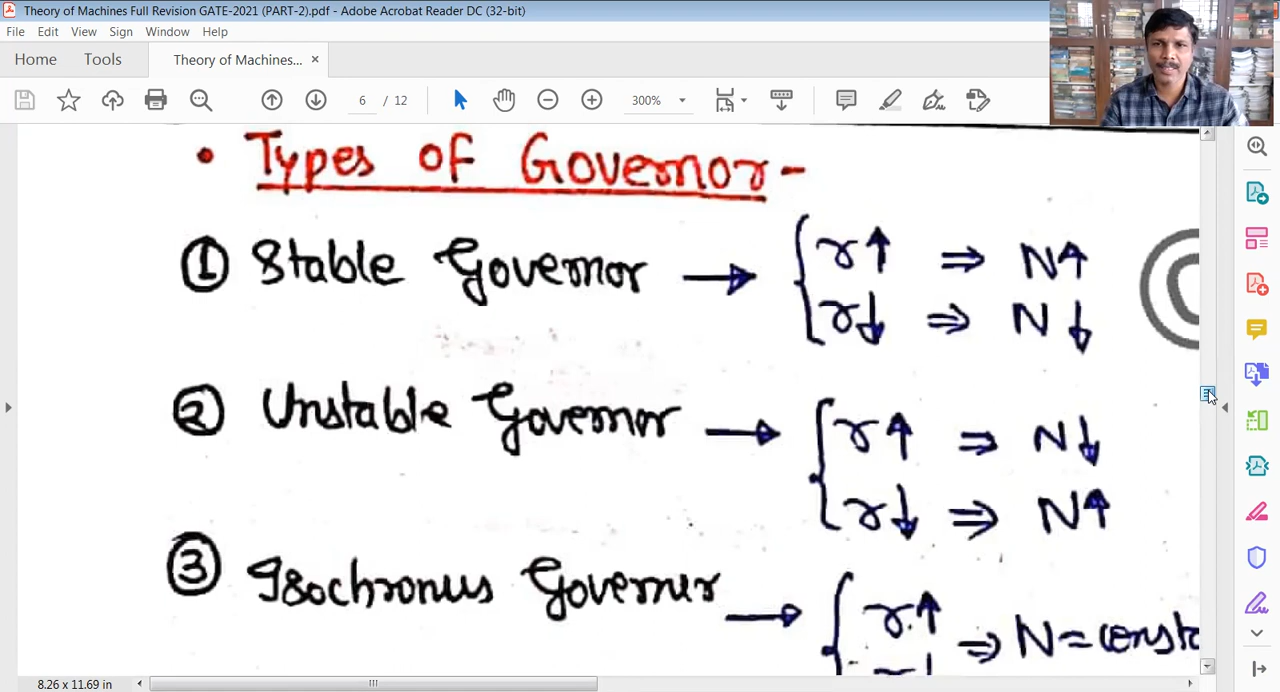 Theory of Machines Full Revision GATE-2021 (PART-2).pdf - Adobe Acrobat Reader DC (32-bit)
File Edit View Sign Window Help
Home Tools Theory of Machines... ×
6 / 12 300%
• Types of Governor -
① Stable Governor → { r↑ ⇒ N↑
r↓ ⇒ N↓
② Unstable Governor → { r↑ ⇒ N↓
r↓ ⇒ N↑
③ Isochronus Governer → { r↑ ⇒ N = consta
8.26 x 11.69 in